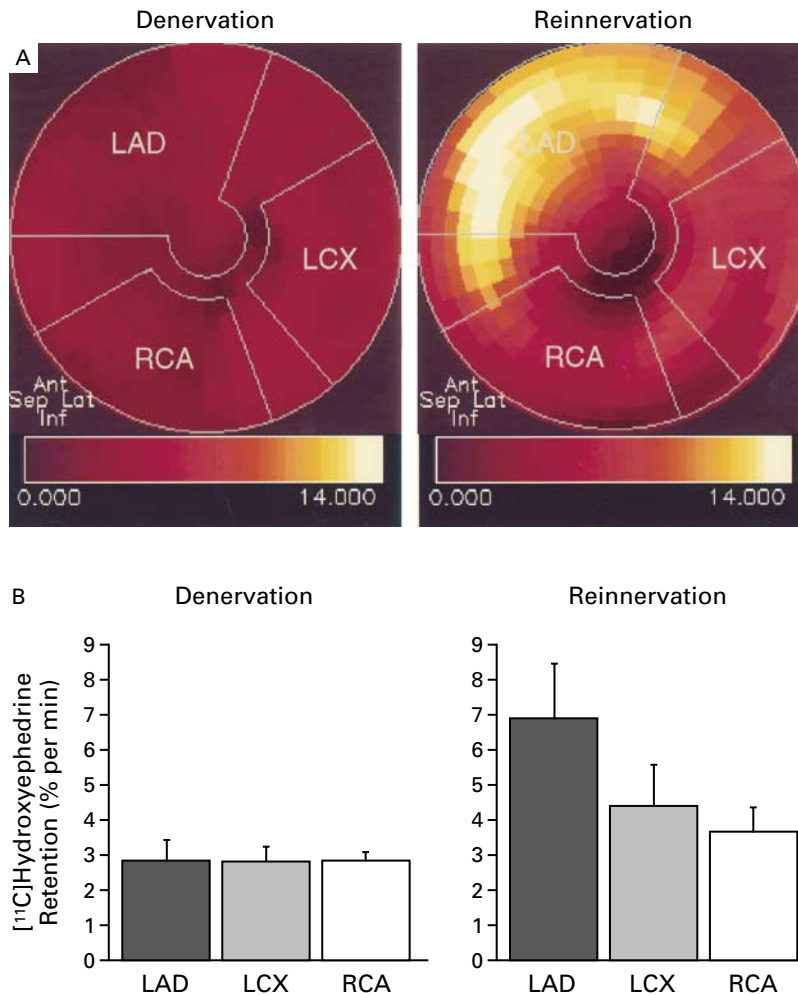 Denervation
Reinnervation
A
LAD
LCX
RCA
Ant
Sep Lat
Inf
0.000 14.000
LAD
LCX
RCA
Ant
Sep Lat
Inf
0.000 14.000
B
Denervation
Reinnervation
[¹¹C]Hydroxyephedrine
Retention (% per min)
9
8
7
6
5
4
3
2
1
0
LAD LCX RCA
9
8
7
6
5
4
3
2
1
0
LAD LCX RCA